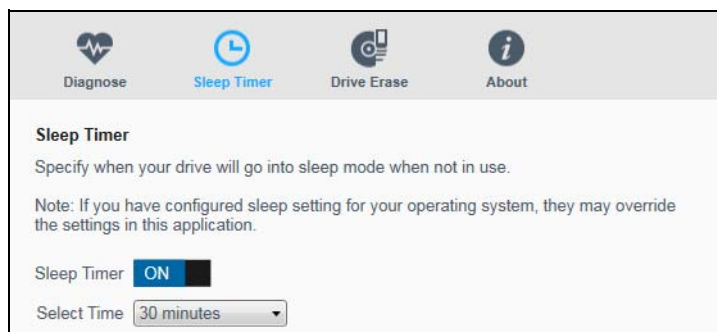 Diagnose
Sleep Timer
Drive Erase
About
Sleep Timer
Specify when your drive will go into sleep mode when not in use.
Note: If you have configured sleep setting for your operating system, they may override
the settings in this application.
Sleep Timer ON
Select Time 30 minutes